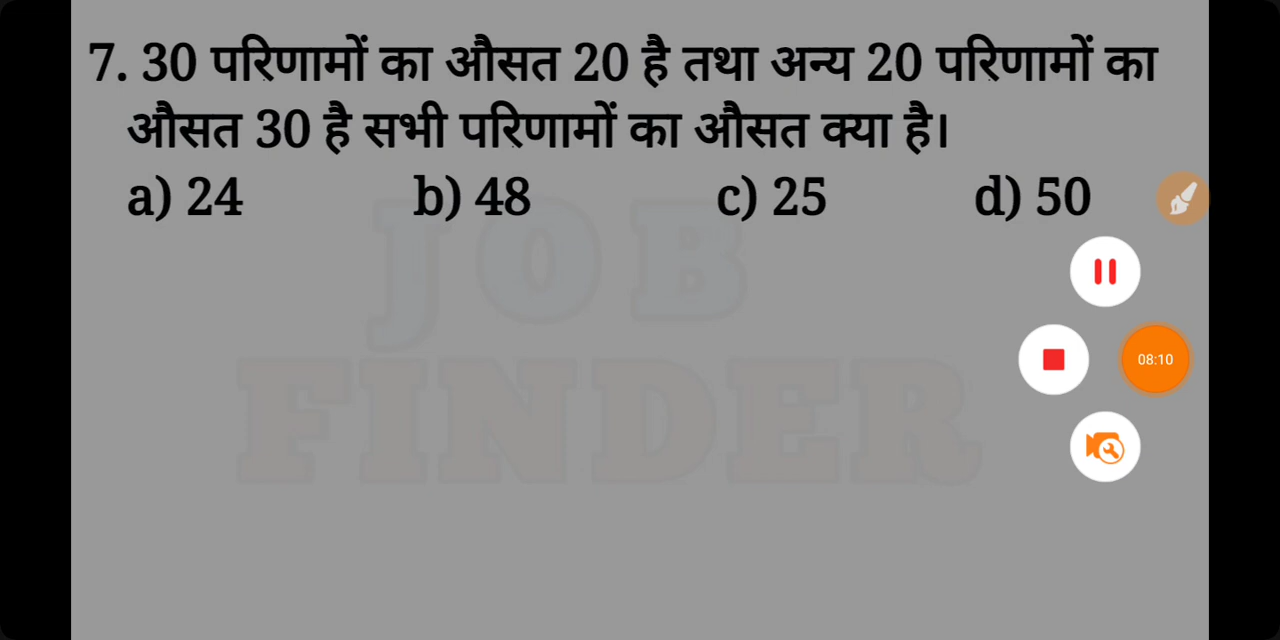 7. 30 परिणामों का औसत 20 है तथा अन्य 20 परिणामों का
औसत 30 है सभी परिणामों का औसत क्या है।
a) 24 b) 48 c) 25 d) 50
JOB
FINDER
08:10